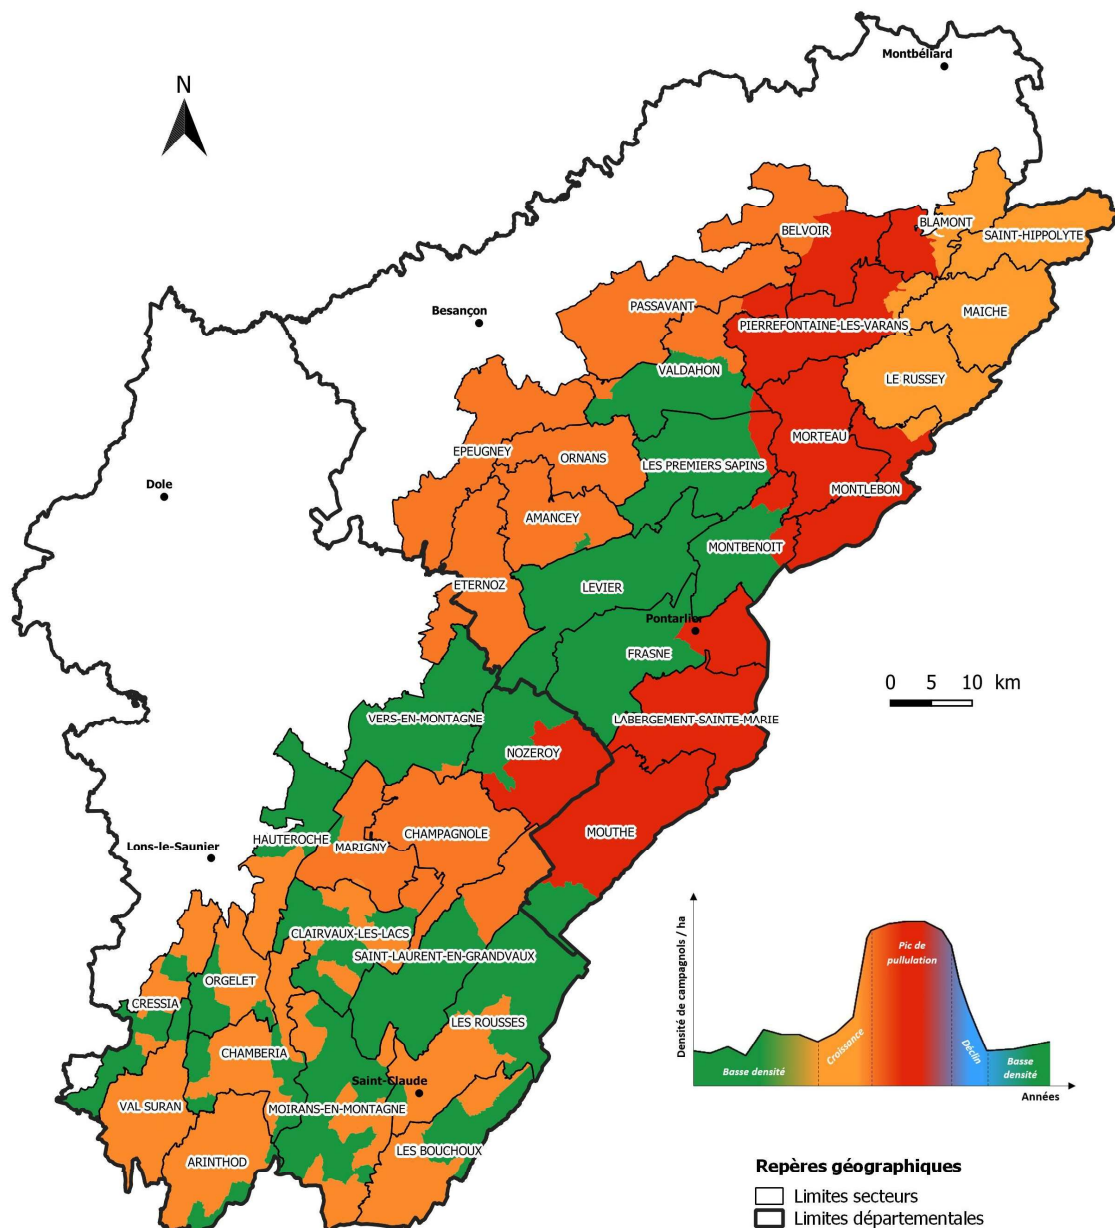 Montbéliard
N
BLAMONT
BELVOIR
SAINT-HIPPOLYTE
PASSAVANT
Besançon
PIERREFONTAINE-LES-VARANS
MAICHE
VALDAHON
LE RUSSEY
MORTEAU
EPEUGNEY
ORNANS
LES PREMIERS SAPINS
Dole
MONTLEBON
AMANCEY
MONTBENOIT
ETERNOZ
LEVIER
Pontarlier
FRASNE
0 5 10 km
VERS-EN-MONTAGNE
LABERGEMENT-SAINTE-MARIE
NOZEROY
HAUTEROCHE
CHAMPAGNOLE
MOUTHE
Lons-le-Saunier
MARIGNY
CLAIRVAUX-LES-LACS
SAINT-LAURENT-EN-GRANDVAUX
ORGELET
CRESSIA
LES ROUSSES
CHAMBERIA
Saint-Claude
VAL SURAN
MOIRANS-EN-MONTAGNE
LES BOUCHOUX
ARINTHOD
Densité de campagnols / ha
Pic de
pullulation
Croissance
Déclin
Basse densité
Basse
densité
Années
Repères géographiques
Limites secteurs
Limites départementales